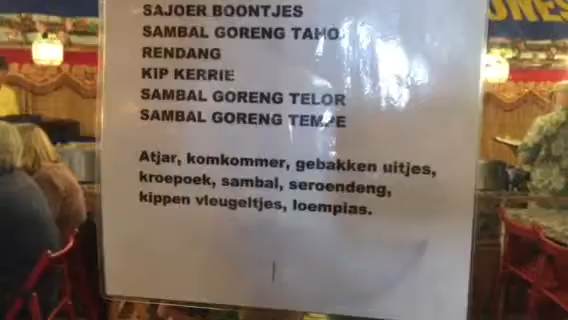 SAJOER BOONTJES
SAMBAL GORENG TAHO
RENDANG
KIP KERRIE
SAMBAL GORENG TELOR
SAMBAL GORENG TEMPE
Atjar, komkommer, gebakken uitjes,
kroepoek, sambal, seroendeng,
kippen vleugeltjes, loempias.